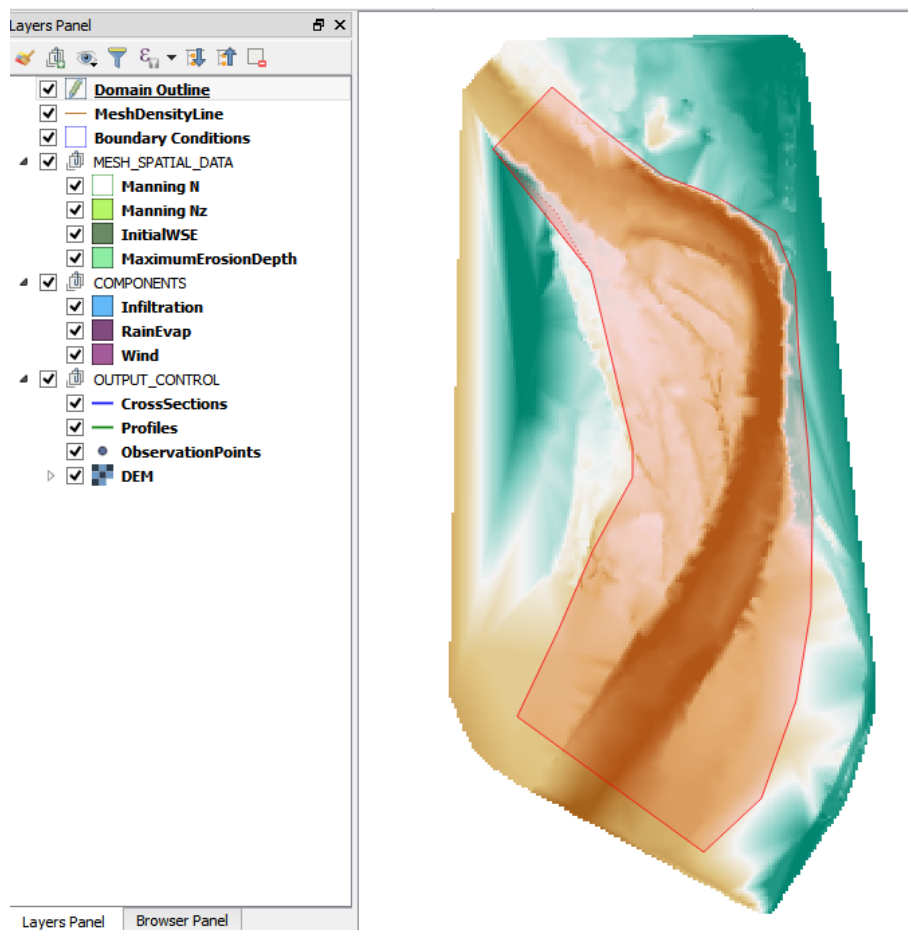 Layers Panel
Domain Outline
MeshDensityLine
Boundary Conditions
MESH_SPATIAL_DATA
Manning N
Manning Nz
InitialWSE
MaximumErosionDepth
COMPONENTS
Infiltration
RainEvap
Wind
OUTPUT_CONTROL
CrossSections
Profiles
ObservationPoints
DEM
Layers Panel Browser Panel